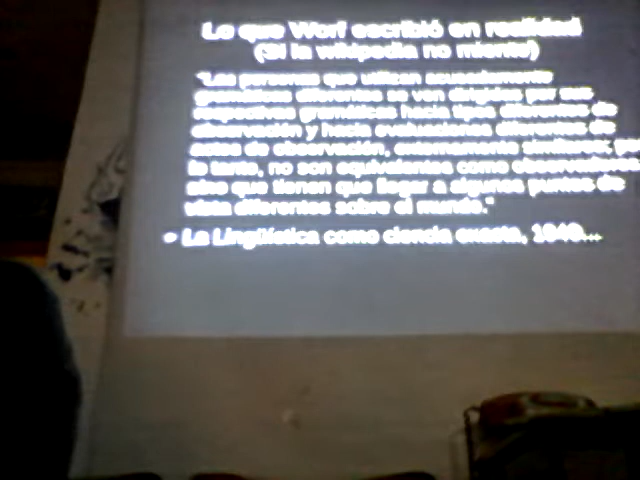 Lo que Worf escribió en realidad
(Si la wikipedia no miente)
"Las personas que utilizan acusadamente
gramáticas diferentes se ven dirigidas por sus
respectivas gramáticas hacia tipos diferentes de
observación y hacia evaluaciones diferentes de
actos de observación, externamente similares; por
lo tanto, no son equivalentes como observadores
sino que tienen que llegar a algunos puntos de
vista diferentes sobre el mundo."
• La Lingüística como ciencia exacta, 1940...